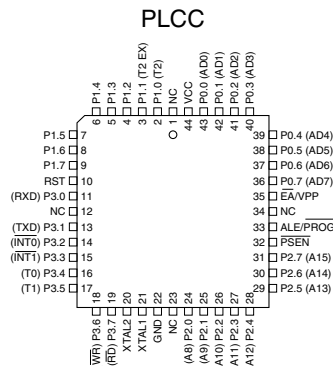 PLCC
6 P1.4
5 P1.3
4 P1.2
3 P1.1 (T2 EX)
2 P1.0 (T2)
1 NC
44 VCC
43 P0.0 (AD0)
42 P0.1 (AD1)
41 P0.2 (AD2)
40 P0.3 (AD3)
P1.5 7
P1.6 8
P1.7 9
RST 10
(RXD) P3.0 11
NC 12
(TXD) P3.1 13
(INT0) P3.2 14
(INT1) P3.3 15
(T0) P3.4 16
(T1) P3.5 17
39 P0.4 (AD4)
38 P0.5 (AD5)
37 P0.6 (AD6)
36 P0.7 (AD7)
35 EA/VPP
34 NC
33 ALE/PROG
32 PSEN
31 P2.7 (A15)
30 P2.6 (A14)
29 P2.5 (A13)
(WR) P3.6 18
(RD) P3.7 19
XTAL2 20
XTAL1 21
GND 22
NC 23
(A8) P2.0 24
(A9) P2.1 25
(A10) P2.2 26
(A11) P2.3 27
(A12) P2.4 28